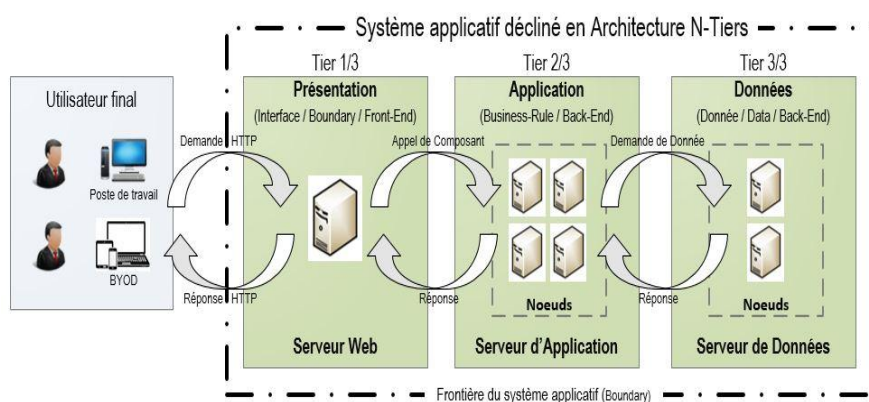 Système applicatif décliné en Architecture N-Tiers
Utilisateur final
Poste de travail
BYOD
Demande HTTP
Réponse HTTP
Tier 1/3
Présentation
(Interface / Boundary / Front-End)
Serveur Web
Appel de Composant
Réponse
Tier 2/3
Application
(Business-Rule / Back-End)
Noeuds
Serveur d'Application
Demande de Donnée
Réponse
Tier 3/3
Données
(Donnée / Data / Back-End)
Noeuds
Serveur de Données
Frontière du système applicatif (Boundary)